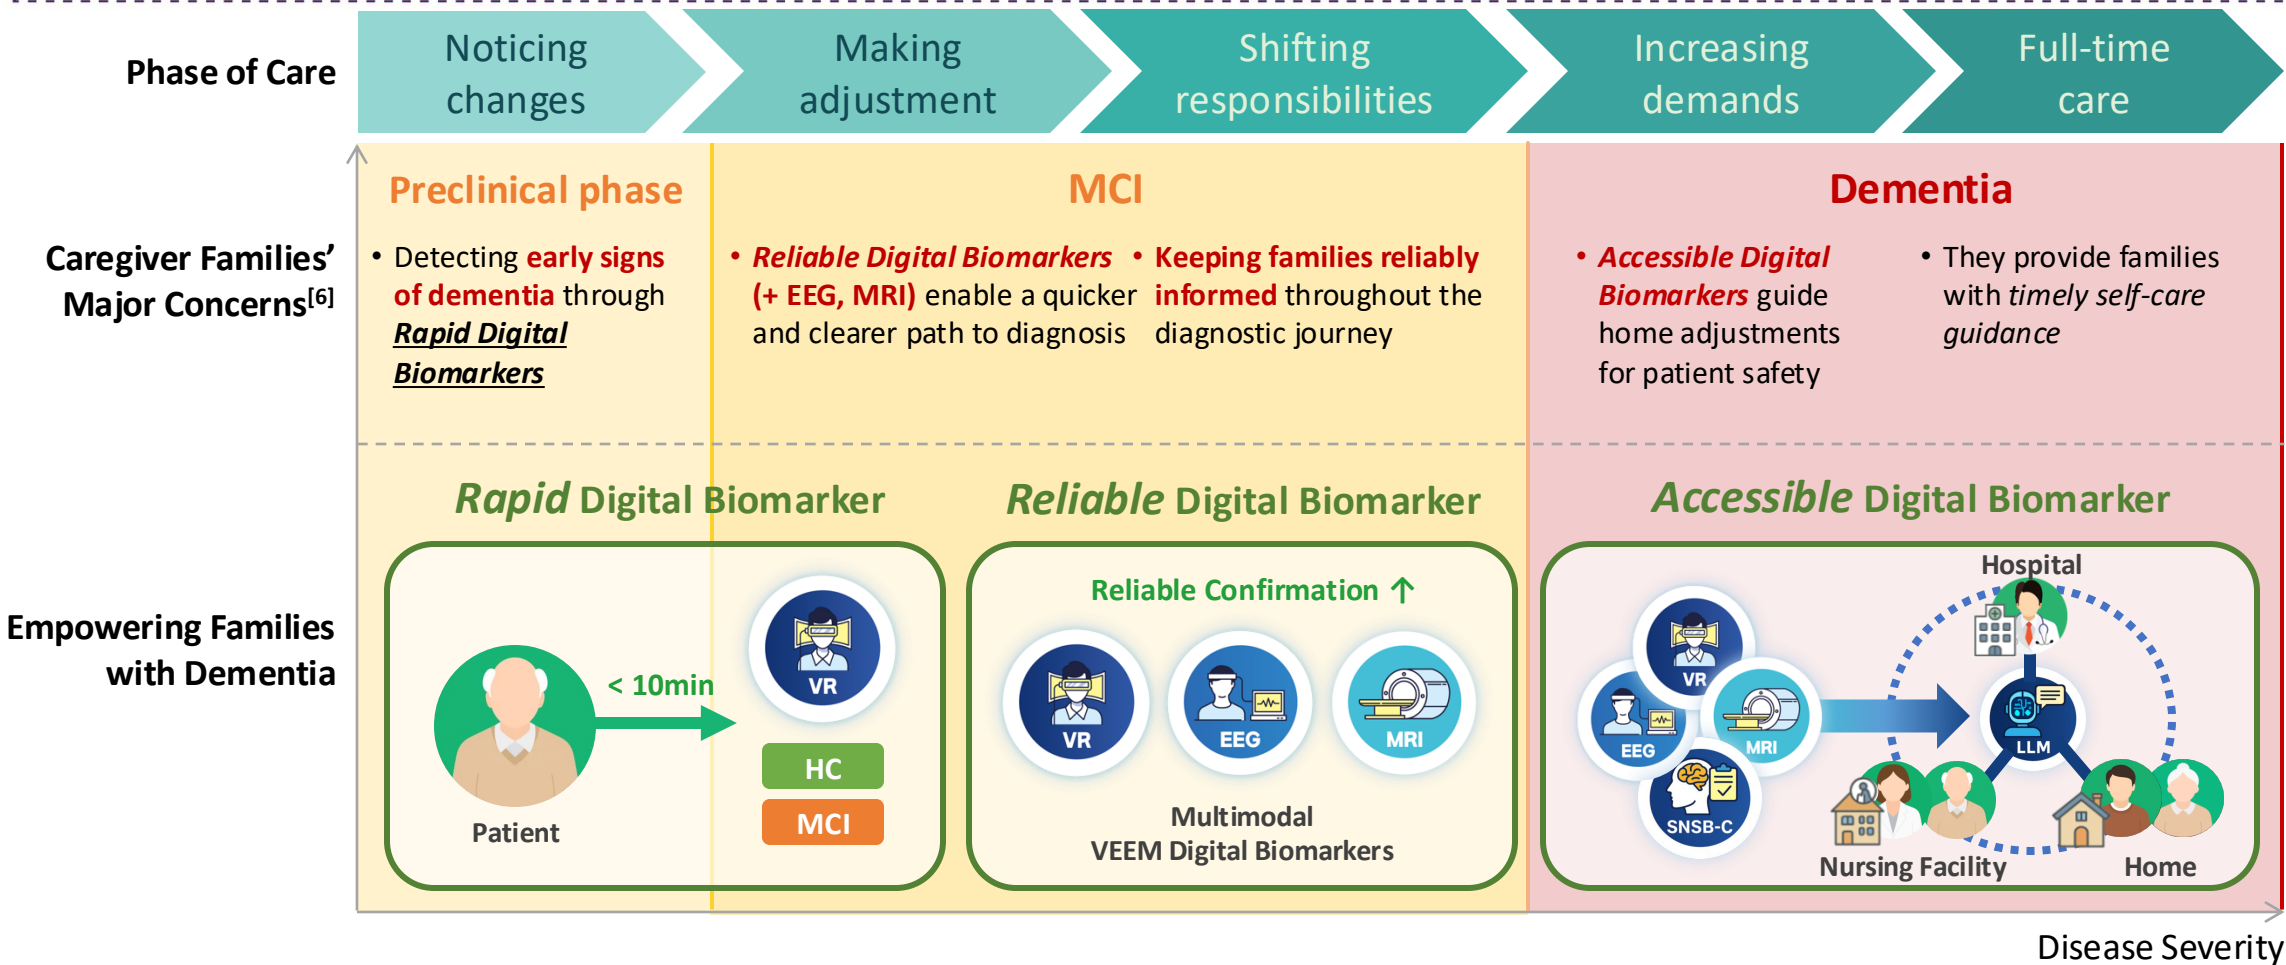 Phase of Care
Noticing
changes
Making
adjustment
Shifting
responsibilities
Increasing
demands
Full-time
care
Caregiver Families’
Major Concerns[6]
Preclinical phase
• Detecting early signs
of dementia through
Rapid Digital
Biomarkers
MCI
• Reliable Digital Biomarkers
(+ EEG, MRI) enable a quicker
and clearer path to diagnosis
• Keeping families reliably
informed throughout the
diagnostic journey
Dementia
• Accessible Digital
Biomarkers guide
home adjustments
for patient safety
• They provide families
with timely self-care
guidance
Empowering Families
with Dementia
Rapid Digital Biomarker
< 10min
Patient
VR
HC
MCI
Reliable Digital Biomarker
Reliable Confirmation ↑
VR
EEG
MRI
Multimodal
VEEM Digital Biomarkers
Accessible Digital Biomarker
VR
EEG
MRI
SNSB-C
Hospital
LLM
Nursing Facility
Home
Disease Severity